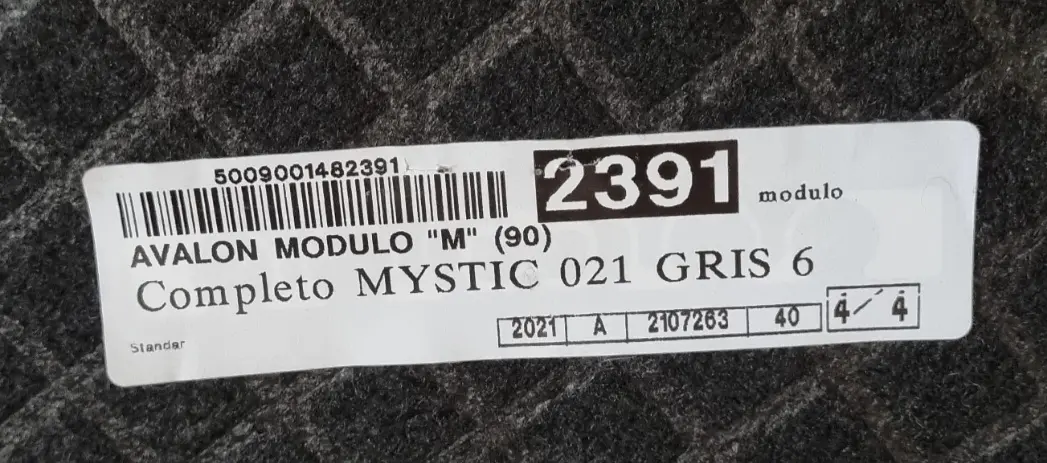 5009001482391
2391 modulo
AVALON MODULO "M" (90)
Completo MYSTIC 021 GRIS 6
2021 A 2107263 40 4/4
Standar